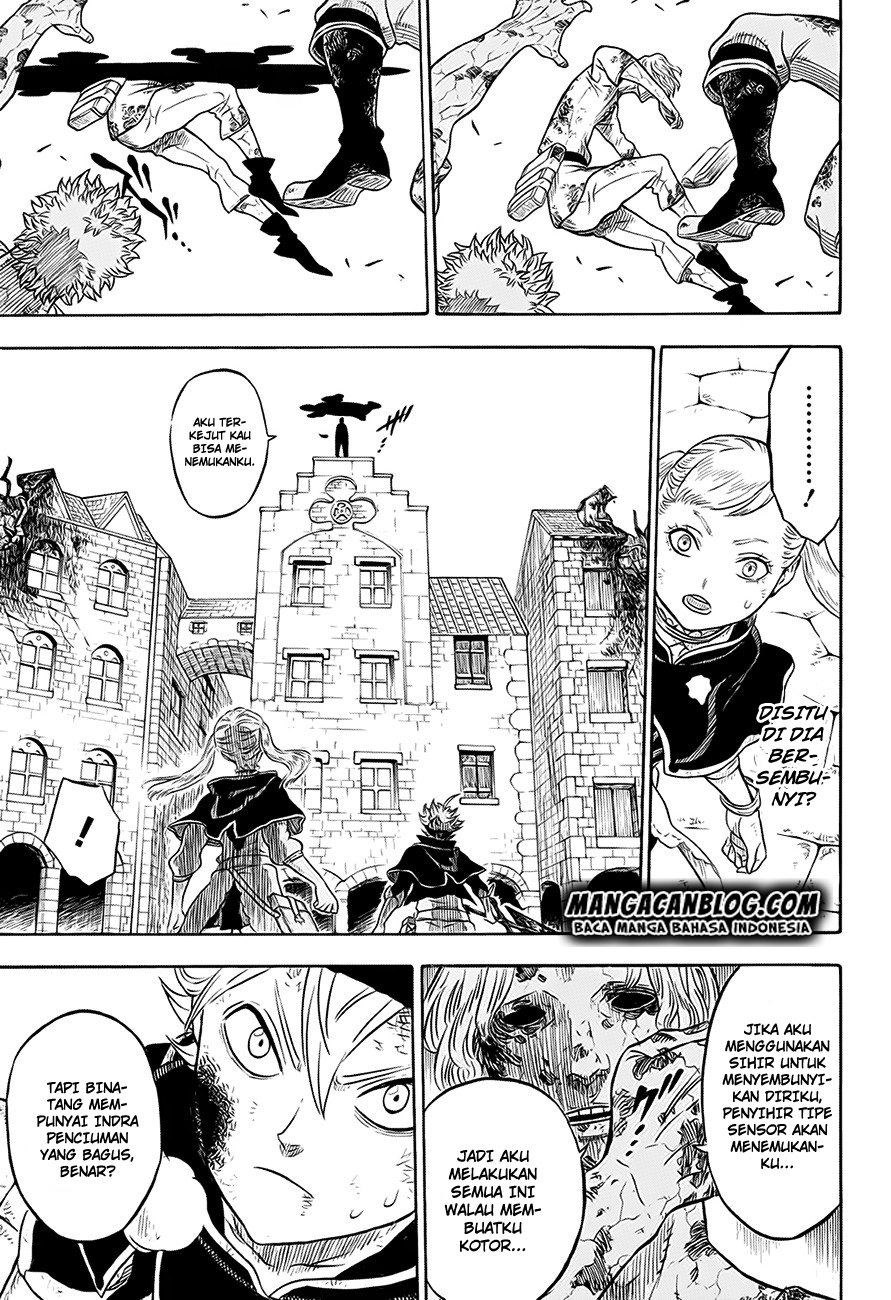 .........!
DISITU
DI DIA
BER-
SEMBU-
NYI?
AKU TER-
KEJUT KAU
BISA ME-
NEMUKANKU.
!
MANGACANBLOG.COM
BACA MANGA BAHASA INDONESIA
JIKA AKU
MENGGUNAKAN
SIHIR UNTUK
MENYEMBUNYI-
KAN DIRIKU,
PENYIHIR TIPE
SENSOR AKAN
MENEMUKAN-
KU...
JADI AKU
MELAKUKAN
SEMUA INI
WALAU MEM-
BUATKU
KOTOR...
TAPI BINA-
TANG MEM-
PUNYAI INDRA
PENCIUMAN
YANG BAGUS,
BENAR?